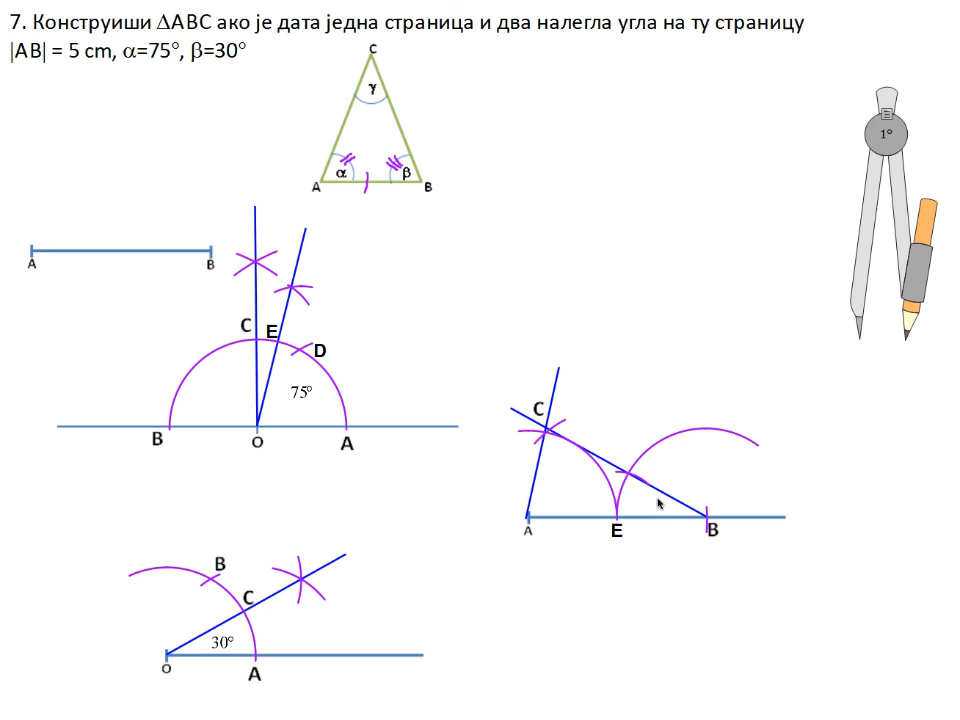 7. Конструиши ∆ABC ако је дата једна страница и два налегла угла на ту страницу
|AB| = 5 cm, α=75°, β=30°
C
γ
α
β
A
B
1°
A
B
C
E
D
75°
B
O
A
C
A
E
B
B
C
30°
O
A